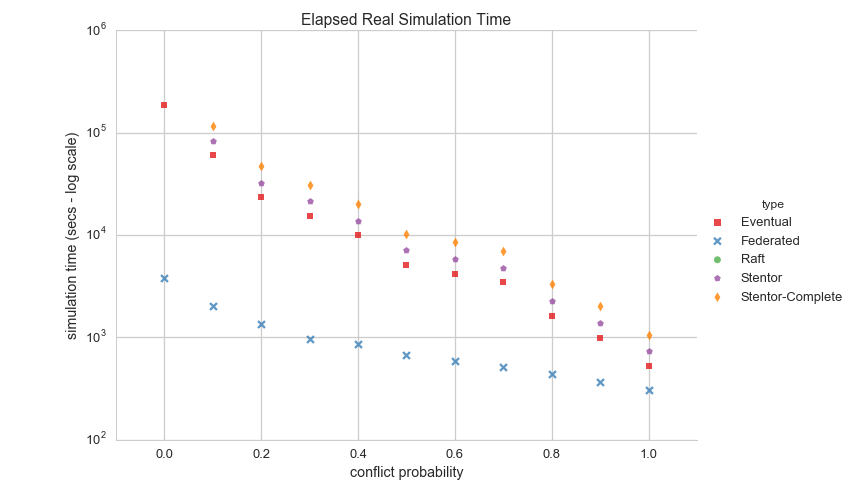 Elapsed Real Simulation Time
simulation time (secs - log scale)
10^6
10^5
10^4
10^3
10^2
0.0 0.2 0.4 0.6 0.8 1.0
conflict probability
type
Eventual
Federated
Raft
Stentor
Stentor-Complete